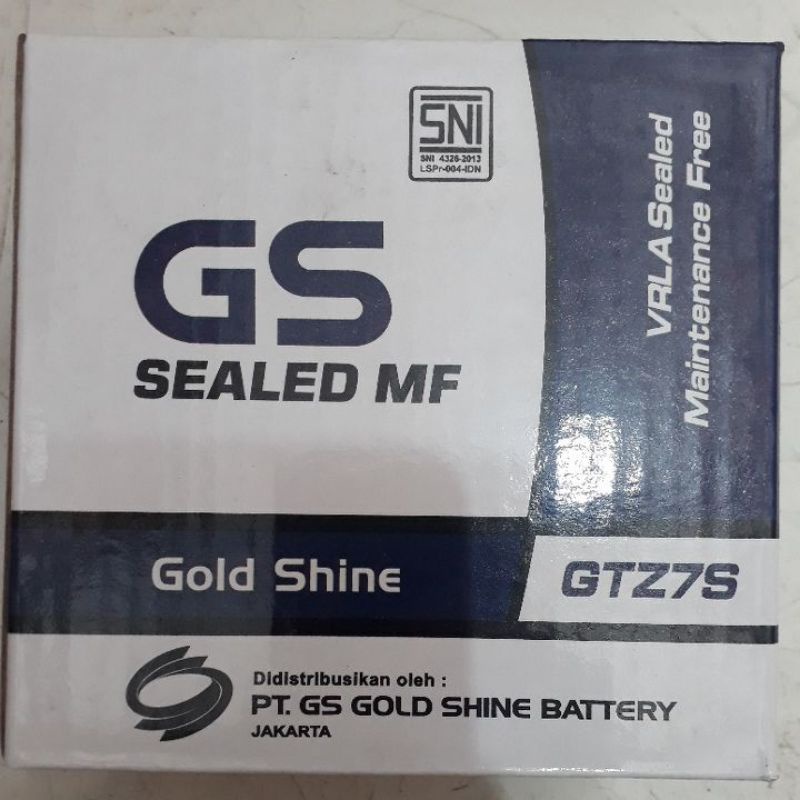 SNI
SNI 4326-2013
LSPr-004-IDN
GS
SEALED MF
VRLA Sealed
Maintenance Free
Gold Shine
GTZ7S
Didistribusikan oleh :
PT. GS GOLD SHINE BATTERY
JAKARTA